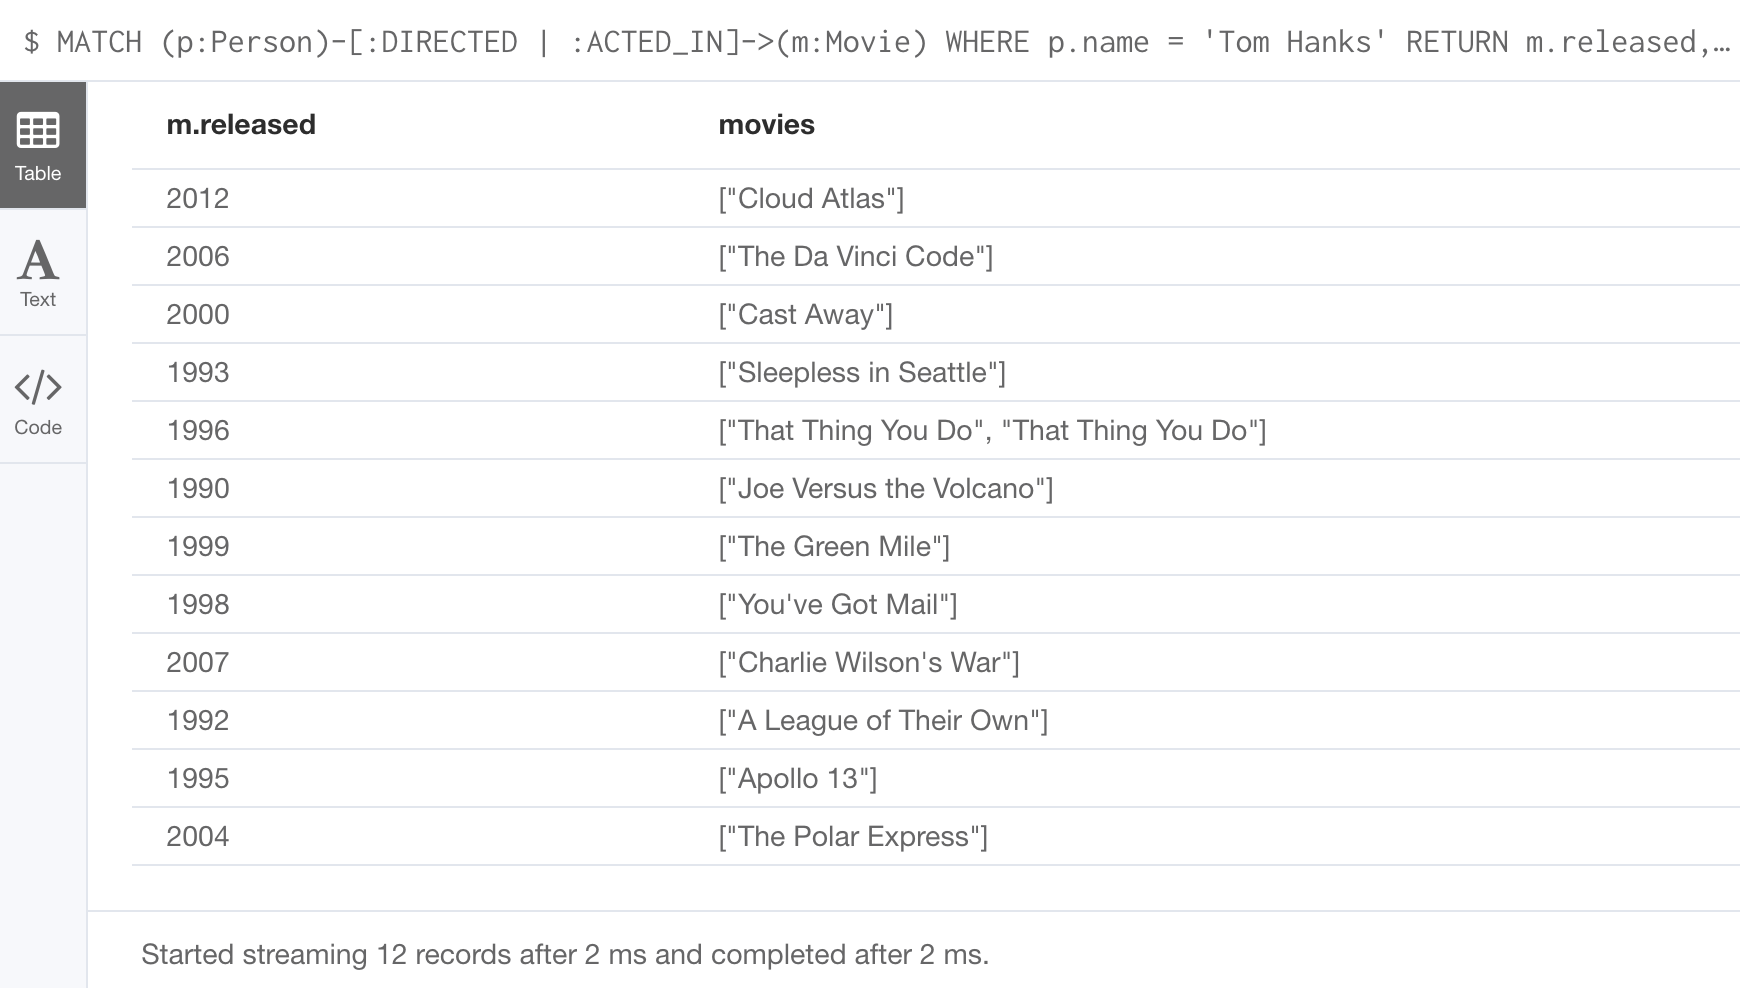 $ MATCH (p:Person)-[:DIRECTED | :ACTED_IN]->(m:Movie) WHERE p.name = 'Tom Hanks' RETURN m.released,…
Table
Text
Code
m.released movies
2012 ["Cloud Atlas"]
2006 ["The Da Vinci Code"]
2000 ["Cast Away"]
1993 ["Sleepless in Seattle"]
1996 ["That Thing You Do", "That Thing You Do"]
1990 ["Joe Versus the Volcano"]
1999 ["The Green Mile"]
1998 ["You've Got Mail"]
2007 ["Charlie Wilson's War"]
1992 ["A League of Their Own"]
1995 ["Apollo 13"]
2004 ["The Polar Express"]
Started streaming 12 records after 2 ms and completed after 2 ms.